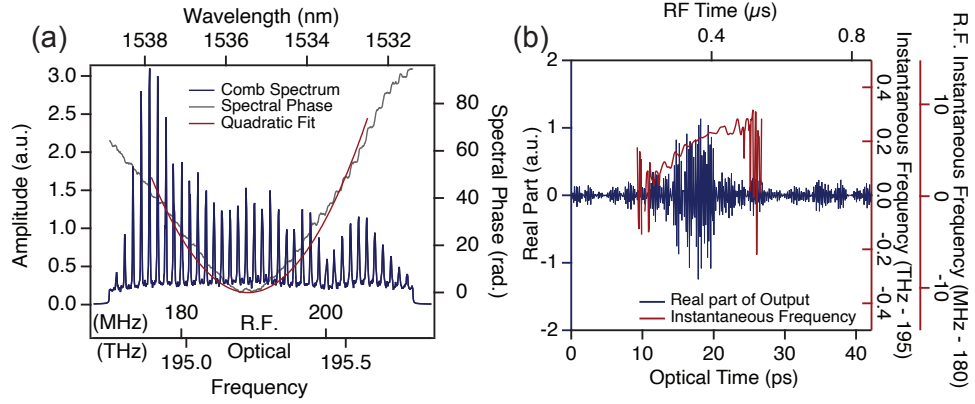 (a)
Wavelength (nm)
1538 1536 1534 1532
Comb Spectrum
Spectral Phase
Quadratic Fit
Amplitude (a.u.)
3.0
2.5
2.0
1.5
1.0
0.5
0.0
80
60
40
20
0
Spectral Phase (rad.)
(MHz) 180 R.F. 200
(THz) Optical
195.0 195.5
Frequency
(b)
RF Time (μs)
0.4 0.8
Real Part (a.u.)
2
1
0
-1
-2
Real part of Output
Instantaneous Frequency
0 10 20 30 40
Optical Time (ps)
0.4
0.2
0.0
-0.2
-0.4
Instantaneous Frequency
(THz - 195)
10
0
-10
R.F. Instantaneous Frequency (MHz - 180)